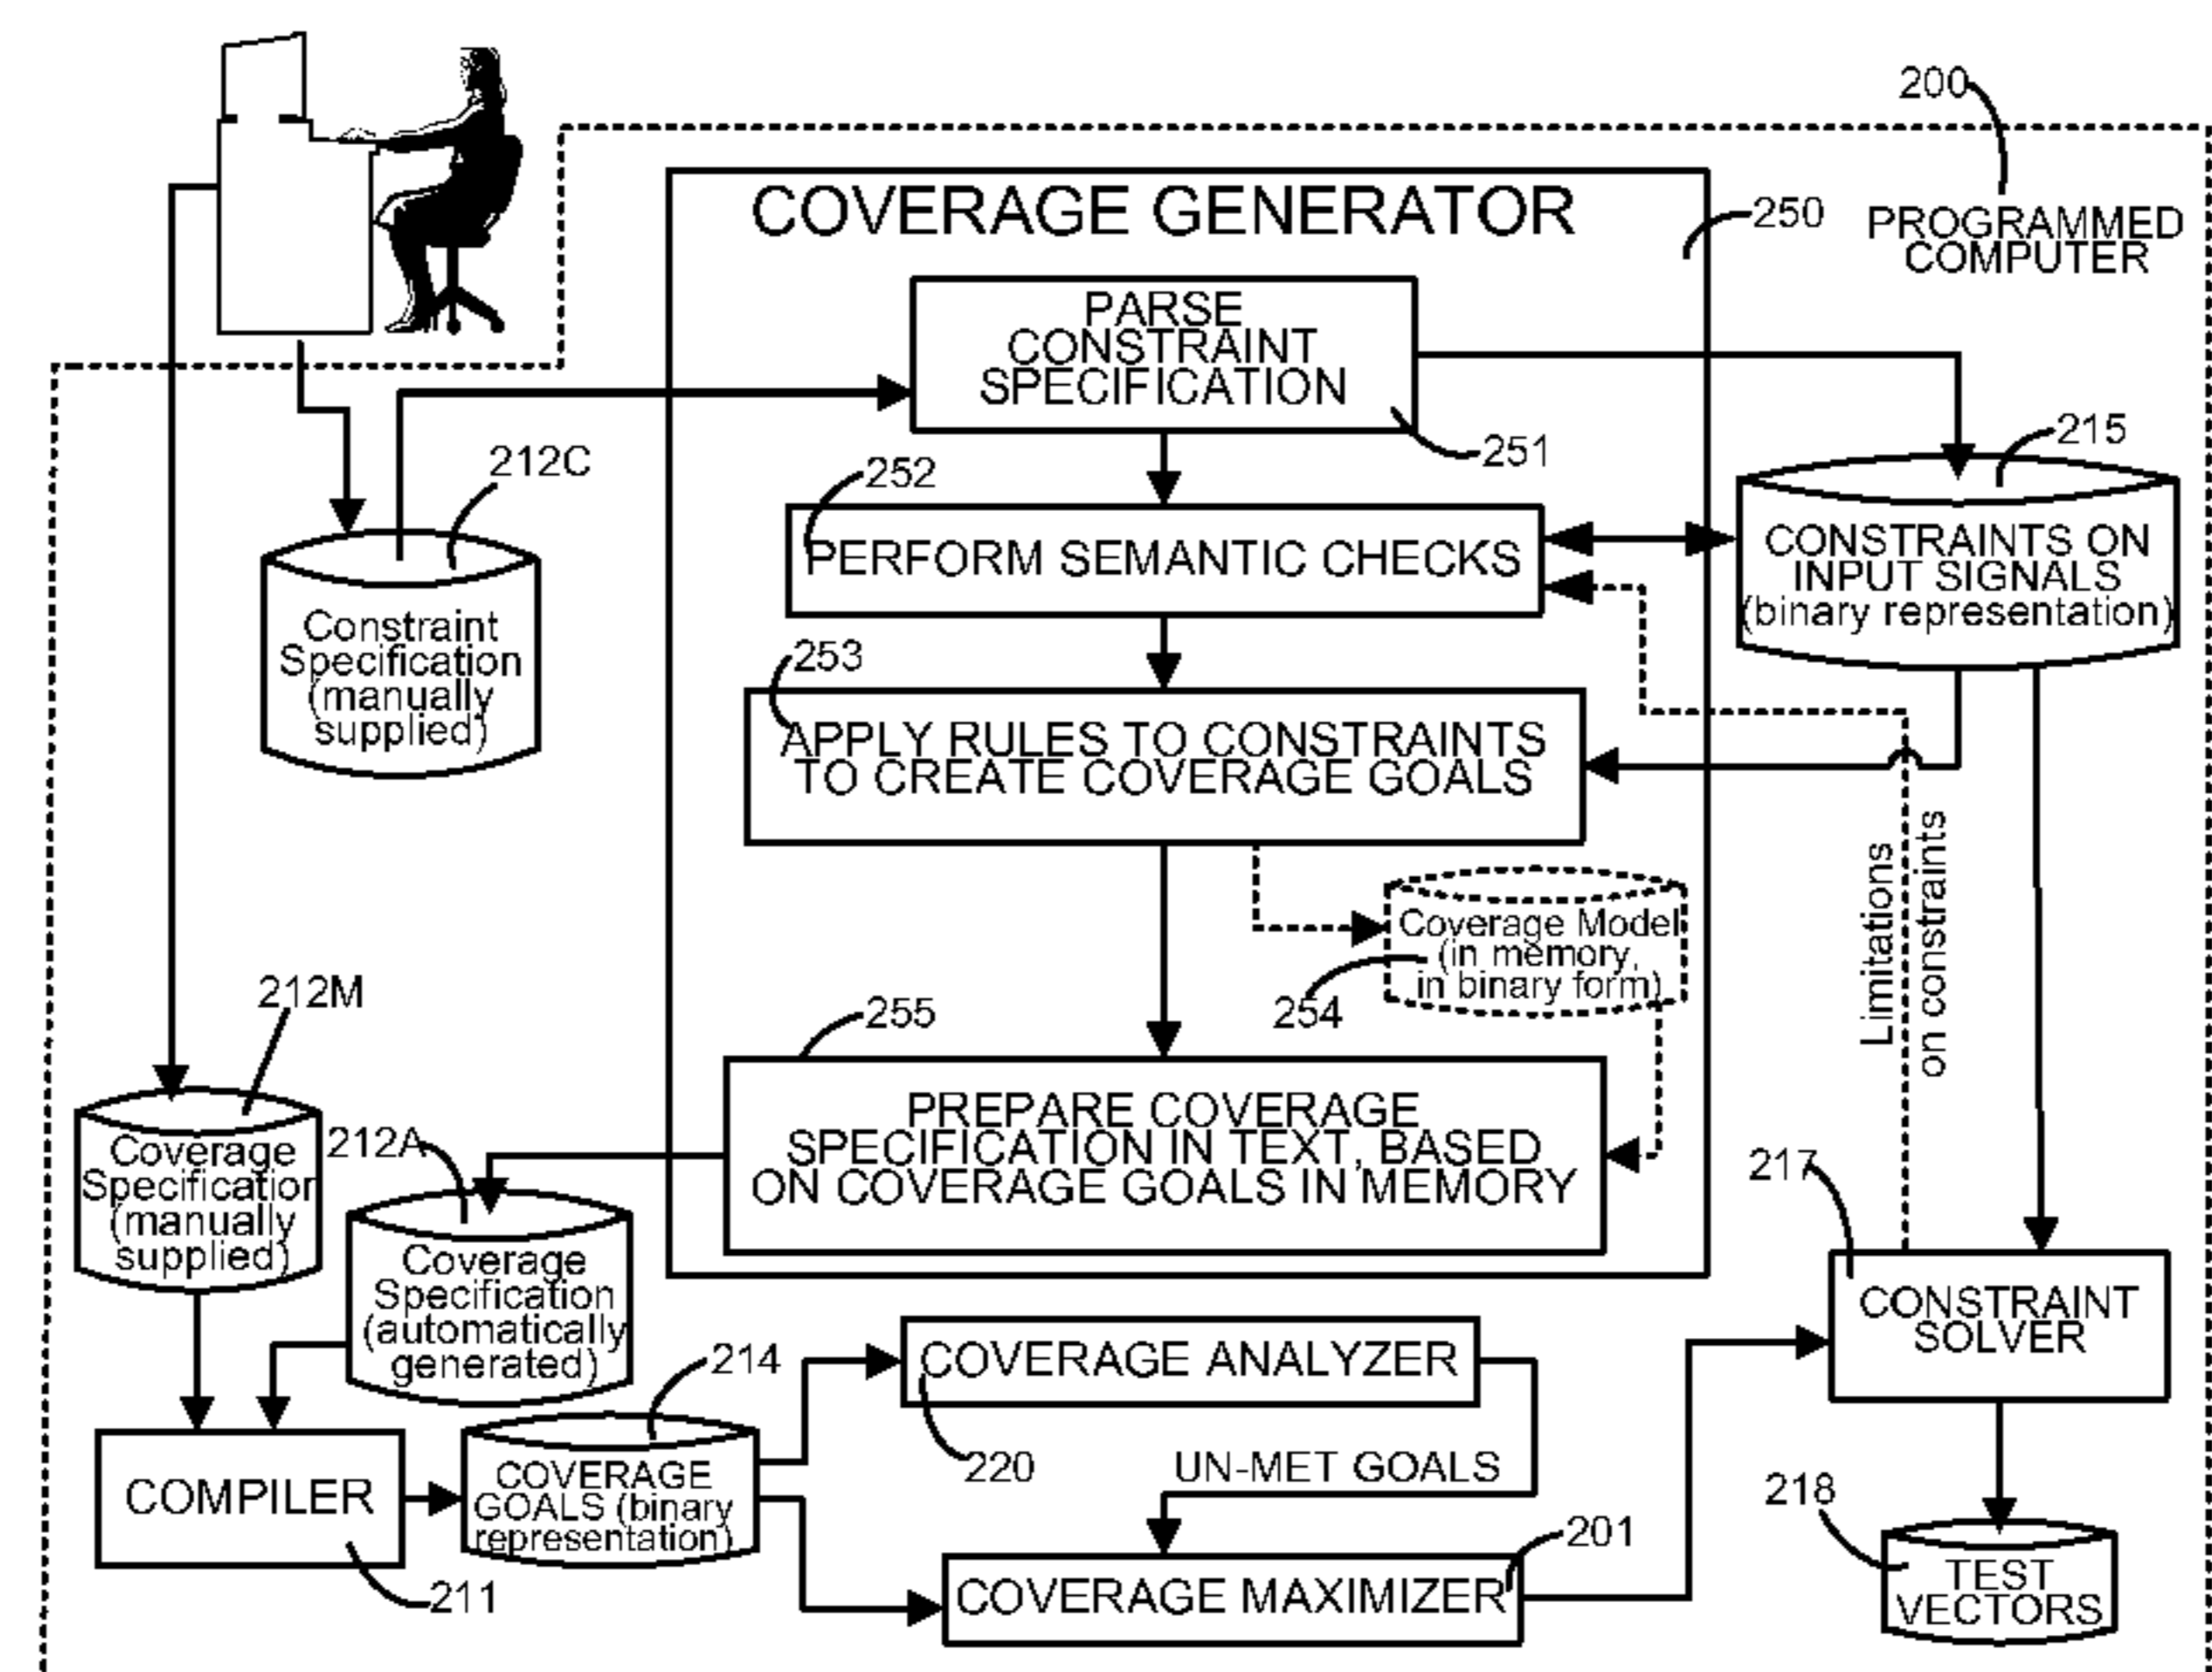 200
PROGRAMMED
COMPUTER
COVERAGE GENERATOR
250
PARSE
CONSTRAINT
SPECIFICATION
251
215
212C
252
CONSTRAINTS ON
INPUT SIGNALS
(binary representation)
PERFORM SEMANTIC CHECKS
Constraint
Specification
(manually
supplied)
253
APPLY RULES TO CONSTRAINTS
TO CREATE COVERAGE GOALS
Limitations
on constraints
Coverage Model
(in memory,
in binary form)
254
212M
255
PREPARE COVERAGE
SPECIFICATION IN TEXT, BASED
ON COVERAGE GOALS IN MEMORY
212A
Coverage
Specification
(manually
supplied)
217
Coverage
Specification
(automatically
generated)
CONSTRAINT
SOLVER
214
COVERAGE ANALYZER
220
UN-MET GOALS
COMPILER
COVERAGE
GOALS (binary
representation)
218
201
211
COVERAGE MAXIMIZER
TEST
VECTORS